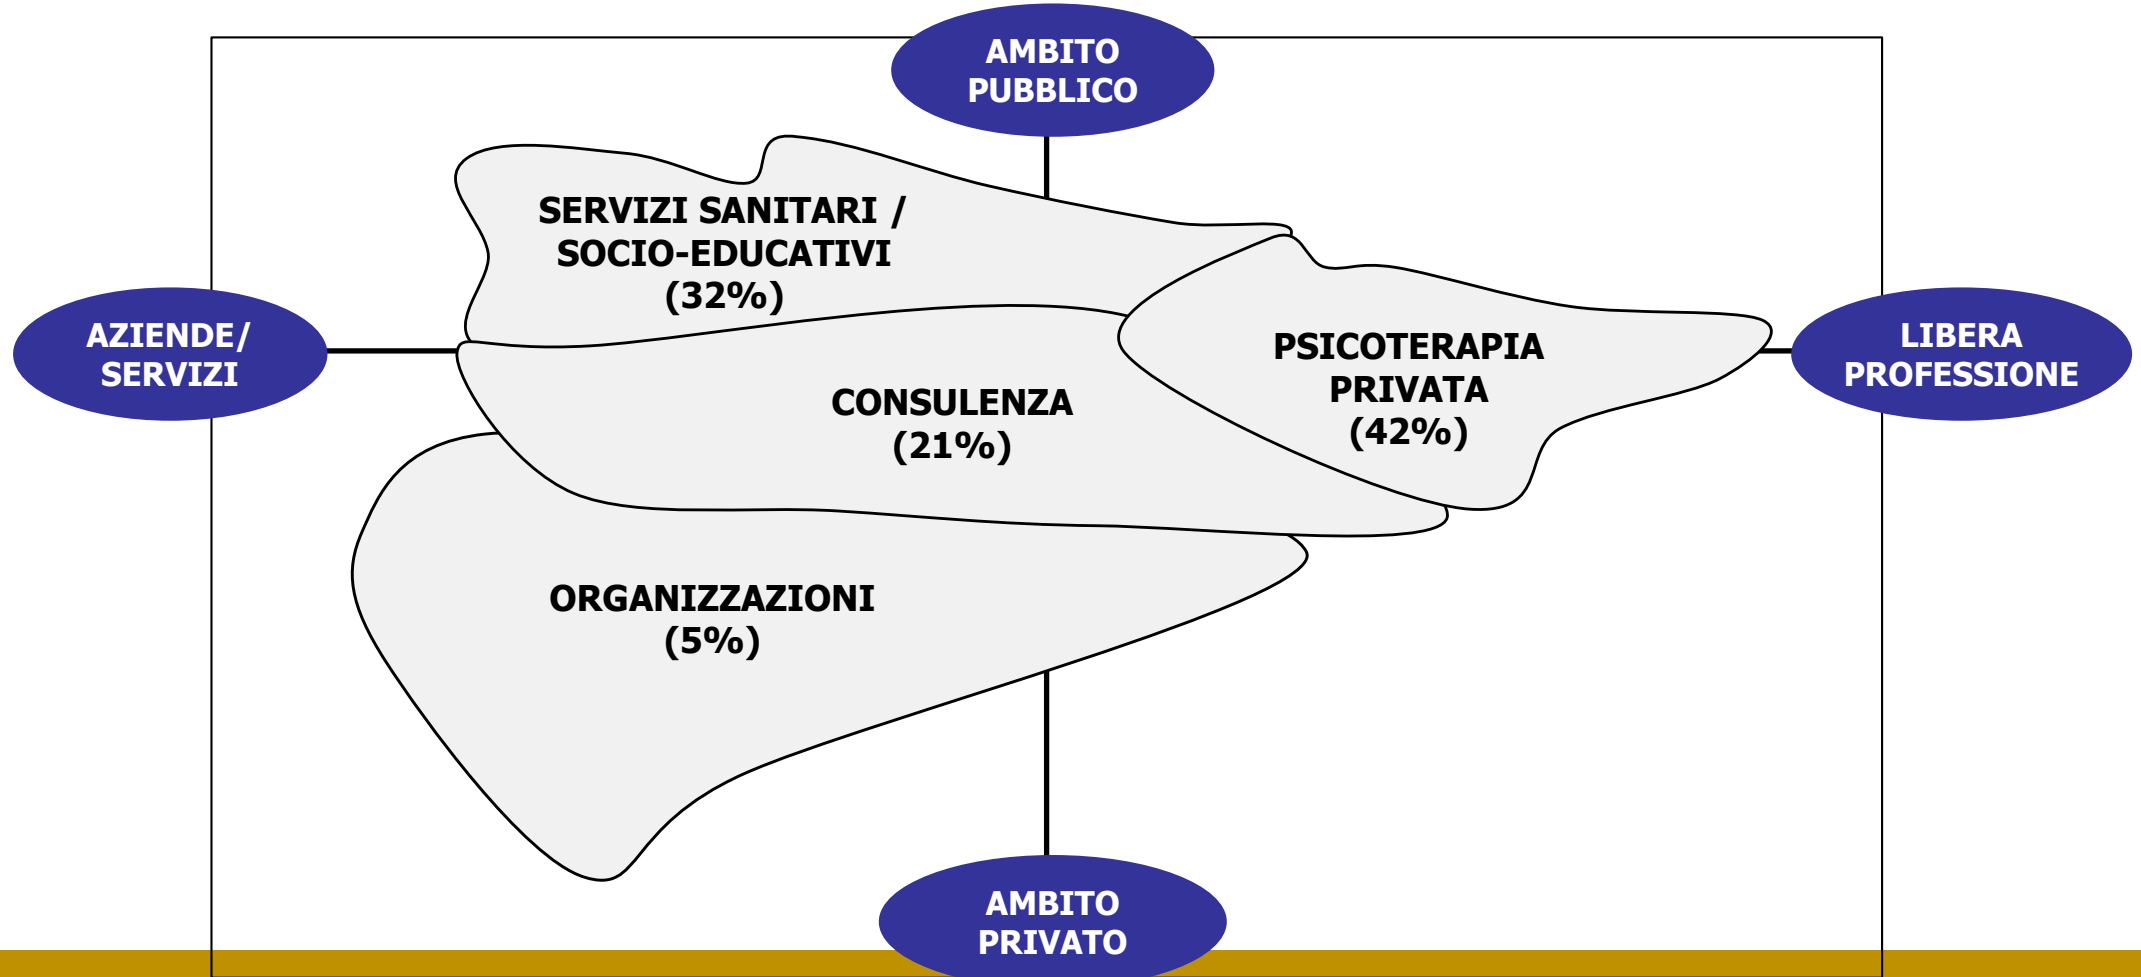 AMBITO
PUBBLICO
SERVIZI SANITARI /
SOCIO-EDUCATIVI
(32%)
AZIENDE/
SERVIZI
PSICOTERAPIA
PRIVATA
(42%)
LIBERA
PROFESSIONE
CONSULENZA
(21%)
ORGANIZZAZIONI
(5%)
AMBITO
PRIVATO